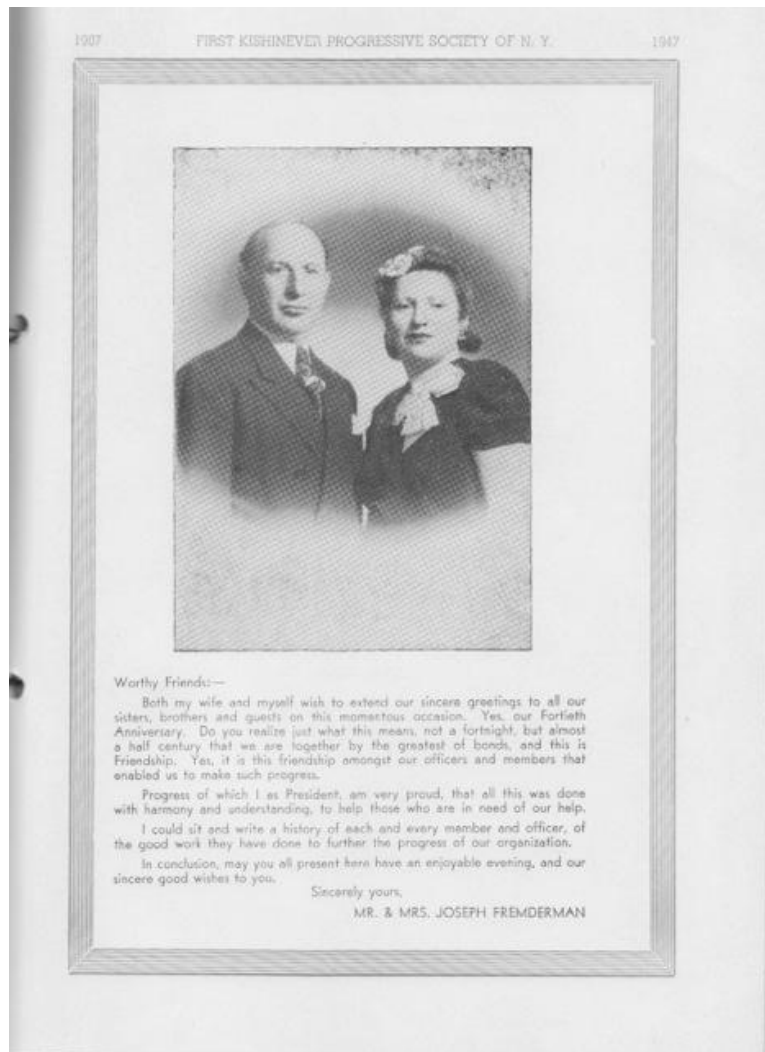 1907 FIRST KISHINEVER PROGRESSIVE SOCIETY OF N. Y. 1947
Worthy Friends:—
Both my wife and myself wish to extend our sincere greetings to all our
sisters, brothers and guests on this momentous occasion. Yes, our Fortieth
Anniversary. Do you realize just what this means, not a fortnight, but almost
a half century that we are together by the greatest of bonds, and this is
Friendship. Yes, it is this friendship amongst our officers and members that
enabled us to make such progress.
Progress of which I as President, am very proud, that all this was done
with harmony and understanding, to help those who are in need of our help.
I could sit and write a history of each and every member and officer, of
the good work they have done to further the progress of our organization.
In conclusion, may you all present here have an enjoyable evening, and our
sincere good wishes to you.
Sincerely yours,
MR. & MRS. JOSEPH FREMDERMAN